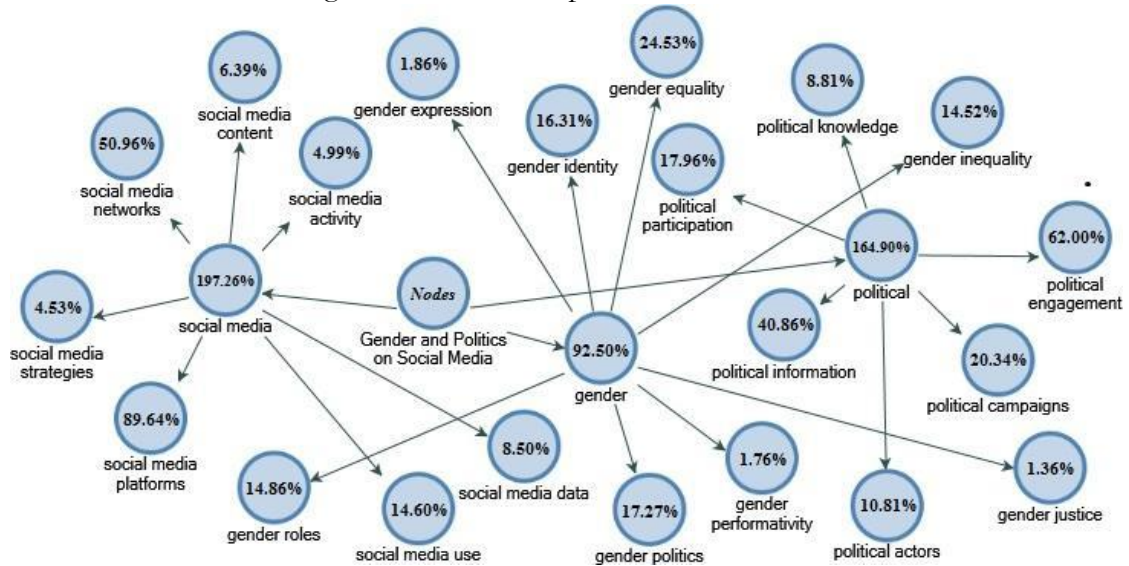 24.53%
gender equality
6.39%
social media
content
1.86%
gender expression
8.81%
political knowledge
14.52%
gender inequality
16.31%
gender identity
50.96%
social media
networks
4.99%
social media
activity
17.96%
political
participation
62.00%
political
engagement
164.90%
political
197.26%
social media
Nodes
Gender and Politics
on Social Media
4.53%
social media
strategies
92.50%
gender
40.86%
political information
20.34%
political campaigns
89.64%
social media
platforms
8.50%
social media data
1.76%
gender
performativity
1.36%
gender justice
14.86%
gender roles
14.60%
social media use
17.27%
gender politics
10.81%
political actors